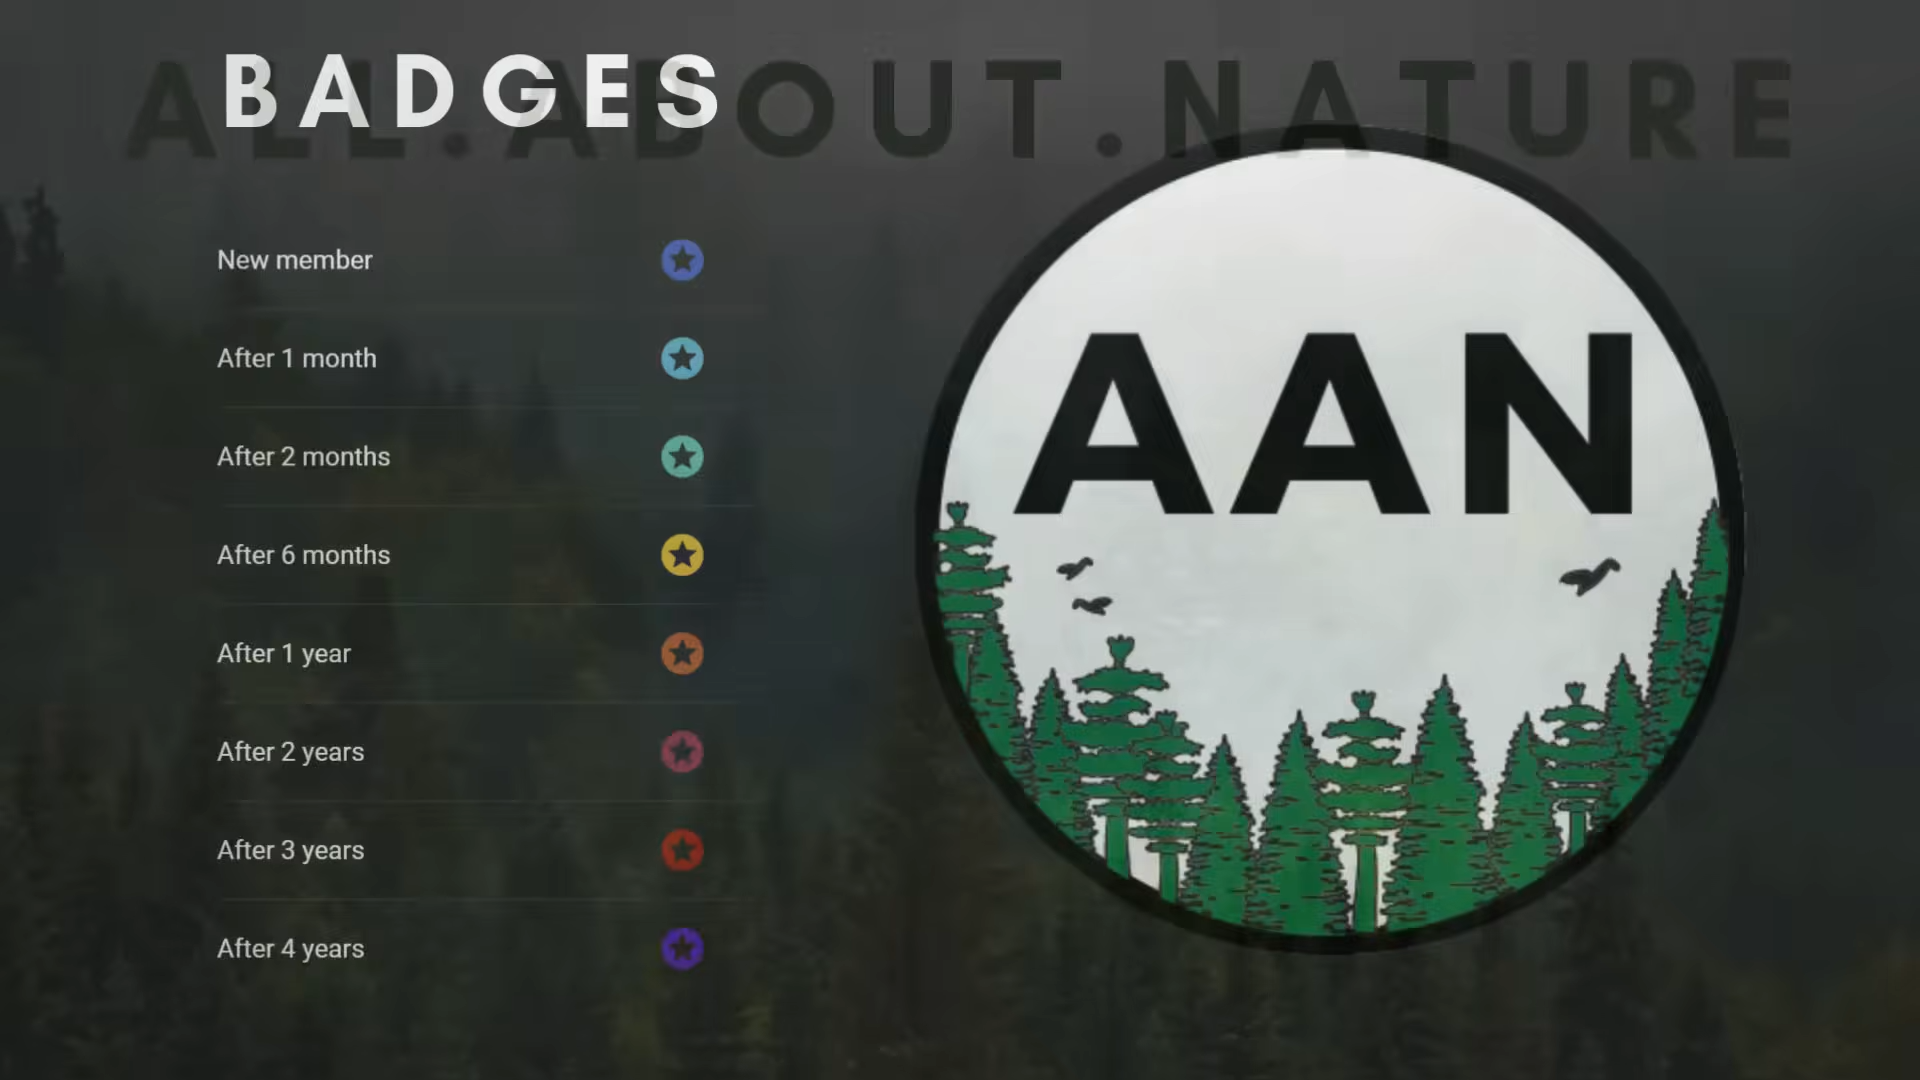 BADGES
ALL.ABOUT.NATURE
New member
After 1 month
After 2 months
After 6 months
After 1 year
After 2 years
After 3 years
After 4 years
AAN